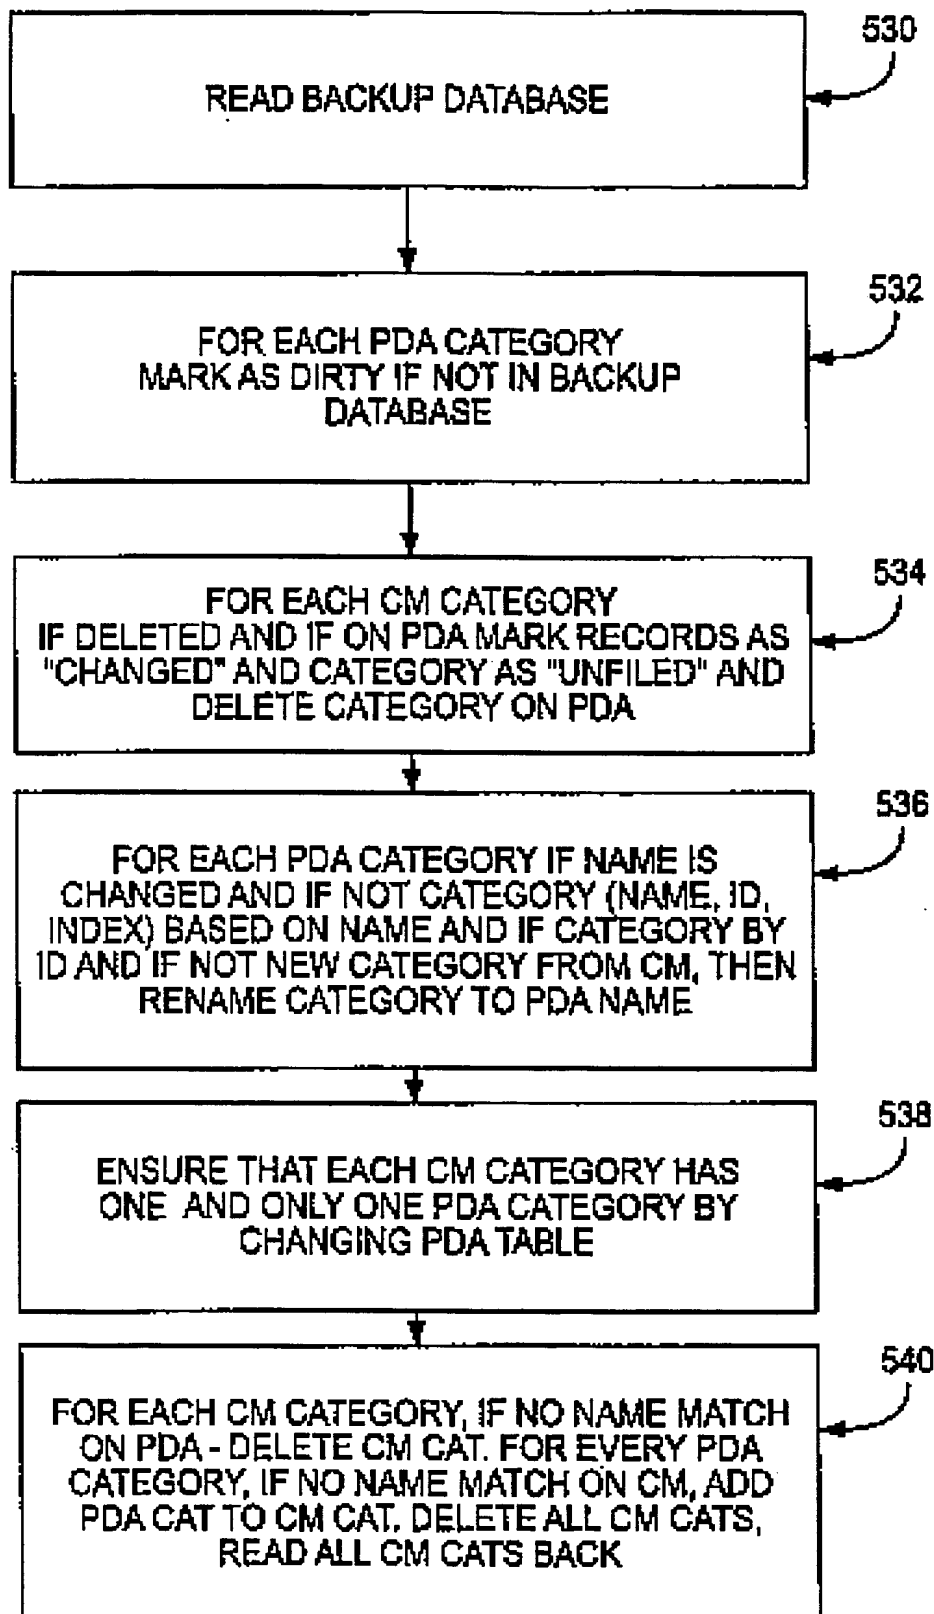 530
READ BACKUP DATABASE
532
FOR EACH PDA CATEGORY
MARK AS DIRTY IF NOT IN BACKUP
DATABASE
534
FOR EACH CM CATEGORY
IF DELETED AND IF ON PDA MARK RECORDS AS
"CHANGED" AND CATEGORY AS "UNFILED" AND
DELETE CATEGORY ON PDA
536
FOR EACH PDA CATEGORY IF NAME IS
CHANGED AND IF NOT CATEGORY (NAME, ID,
INDEX) BASED ON NAME AND IF CATEGORY BY
ID AND IF NOT NEW CATEGORY FROM CM, THEN
RENAME CATEGORY TO PDA NAME
538
ENSURE THAT EACH CM CATEGORY HAS
ONE AND ONLY ONE PDA CATEGORY BY
CHANGING PDA TABLE
540
FOR EACH CM CATEGORY, IF NO NAME MATCH
ON PDA - DELETE CM CAT. FOR EVERY PDA
CATEGORY, IF NO NAME MATCH ON CM, ADD
PDA CAT TO CM CAT. DELETE ALL CM CATS,
READ ALL CM CATS BACK